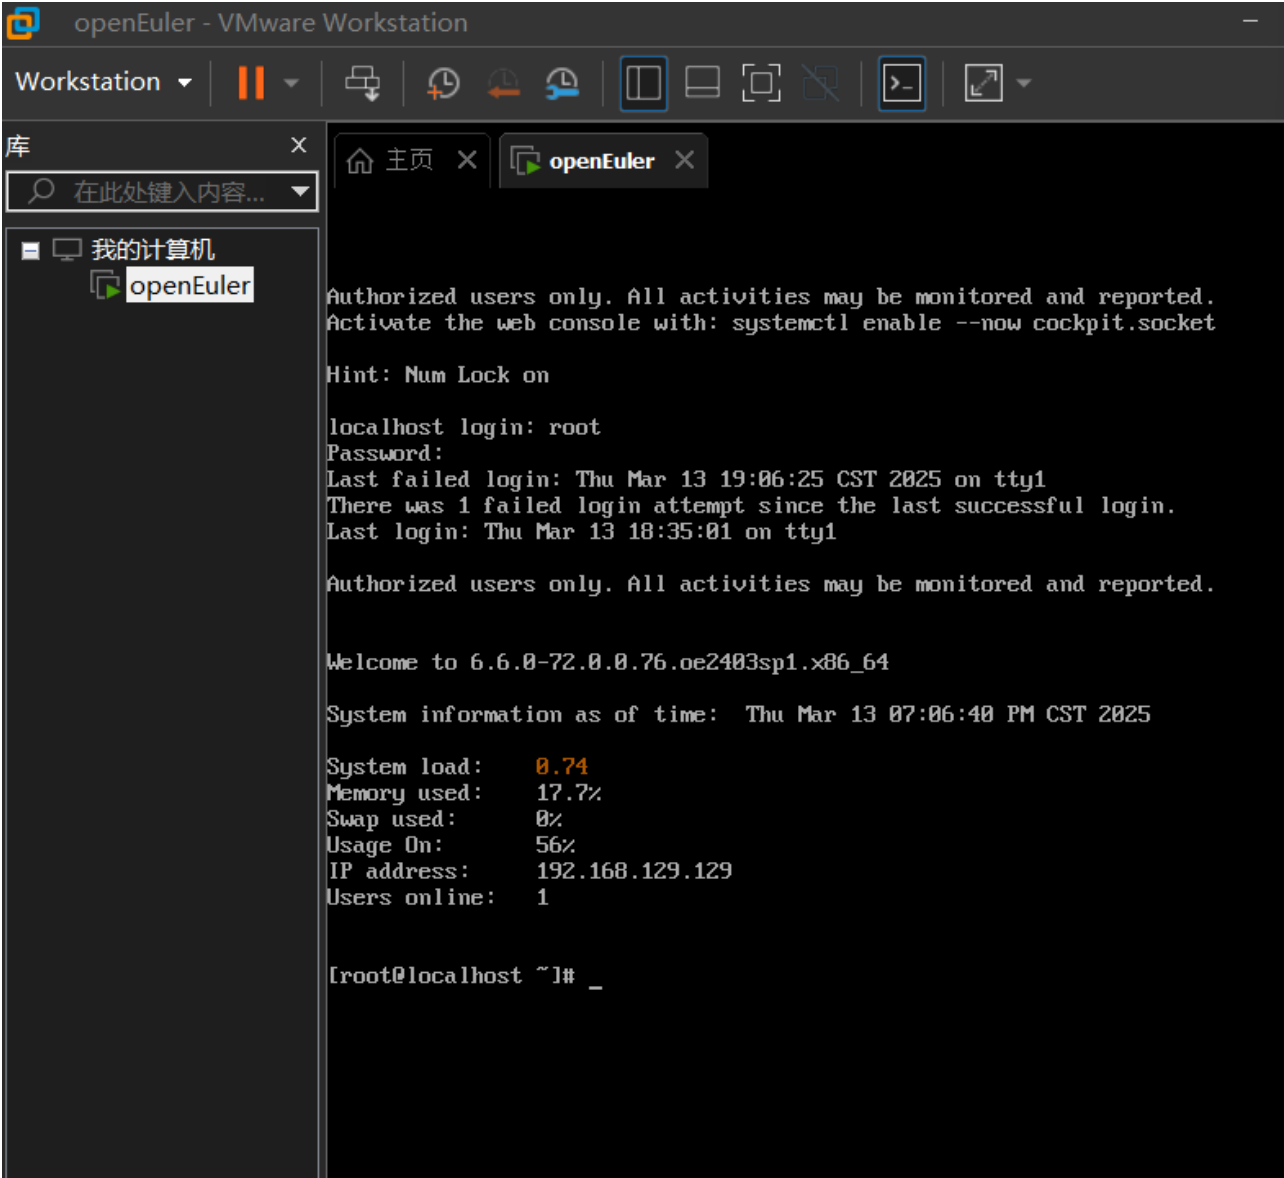 openEuler - VMware Workstation
Workstation
库
在此处键入内容...
我的计算机
openEuler
主页
openEuler
Authorized users only. All activities may be monitored and reported.
Activate the web console with: systemctl enable --now cockpit.socket
Hint: Num Lock on
localhost login: root
Password:
Last failed login: Thu Mar 13 19:06:25 CST 2025 on tty1
There was 1 failed login attempt since the last successful login.
Last login: Thu Mar 13 18:35:01 on tty1
Authorized users only. All activities may be monitored and reported.
Welcome to 6.6.0-72.0.0.76.oe2403sp1.x86_64
System information as of time:  Thu Mar 13 07:06:40 PM CST 2025
System load:    0.74
Memory used:    17.7%
Swap used:      0%
Usage On:       56%
IP address:     192.168.129.129
Users online:   1
[root@localhost ~]# _